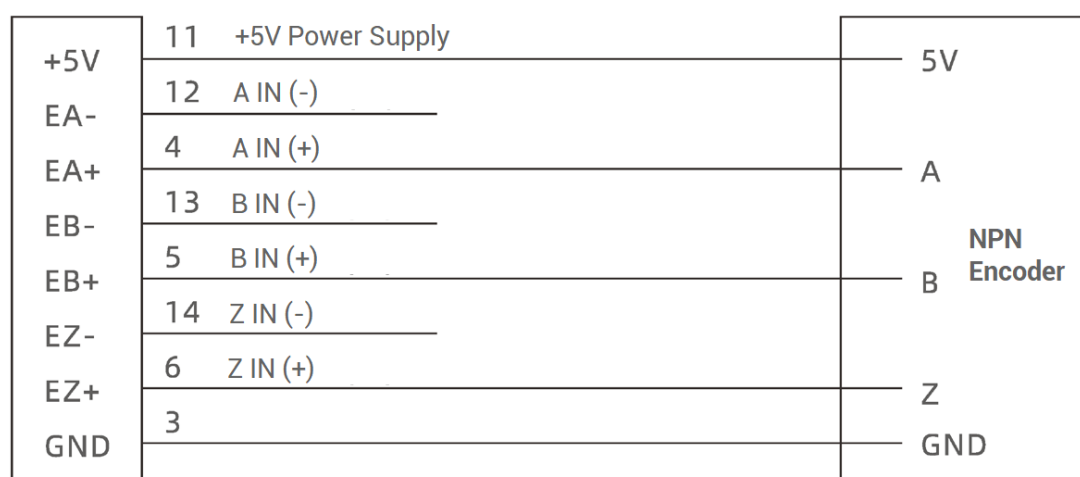 11 +5V Power Supply
+5V 5V
12 A IN (-)
EA-
4 A IN (+)
EA+ A
13 B IN (-)
EB-
NPN
5 B IN (+)
Encoder
EB+ B
14 Z IN (-)
EZ-
6 Z IN (+)
EZ+ Z
3
GND GND